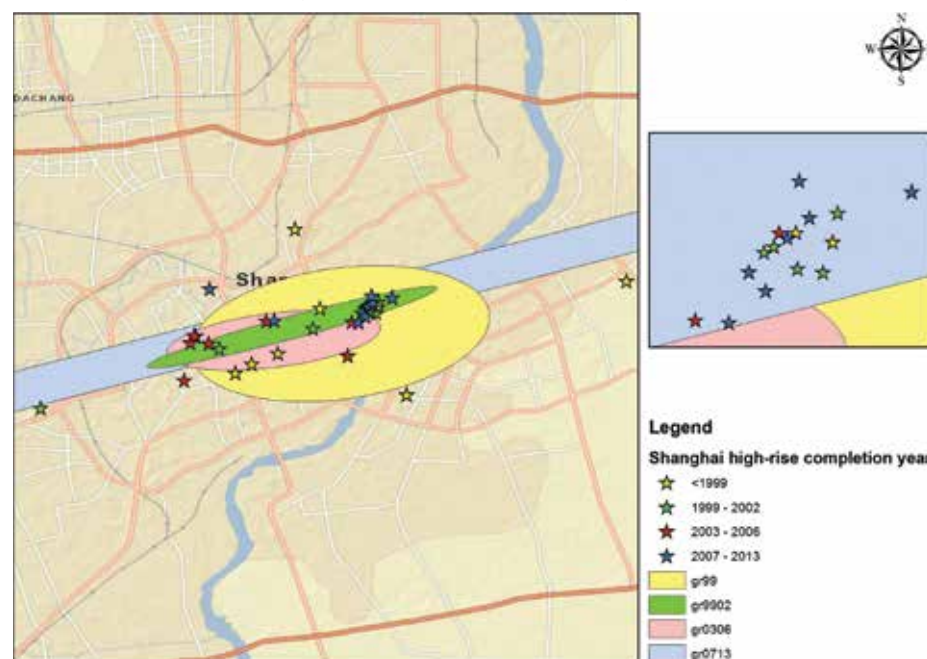 DACHANG
Shan
N
W
E
S
Legend
Shanghai high-rise completion year
<1999
1999 - 2002
2003 - 2006
2007 - 2013
gr99
gr9902
gr0306
gr0713